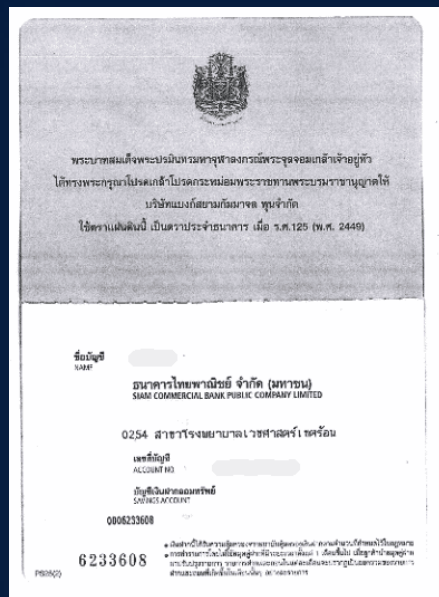 พระบาทสมเด็จพระปรมินทรมหาจุฬาลงกรณ์พระจุลจอมเกล้าเจ้าอยู่หัว
ได้ทรงพระกรุณาโปรดเกล้าโปรดกระหม่อมพระราชทานพระบรมราชานุญาตให้
บริษัทแบงก์สยามกัมมาจล ทุนจำกัด
ใช้ตราแผ่นดินนี้ เป็นตราประจำธนาคาร เมื่อ ร.ศ.125 (พ.ศ. 2449)
ชื่อบัญชี
NAME
ธนาคารไทยพาณิชย์ จำกัด (มหาชน)
SIAM COMMERCIAL BANK PUBLIC COMPANY LIMITED
0254 สาขาโรงพยาบาลเวชศาสตร์เขตร้อน
เลขที่บัญชี
ACCOUNT NO.
บัญชีเงินฝากออมทรัพย์
SAVINGS ACCOUNT
0006233608
6233608